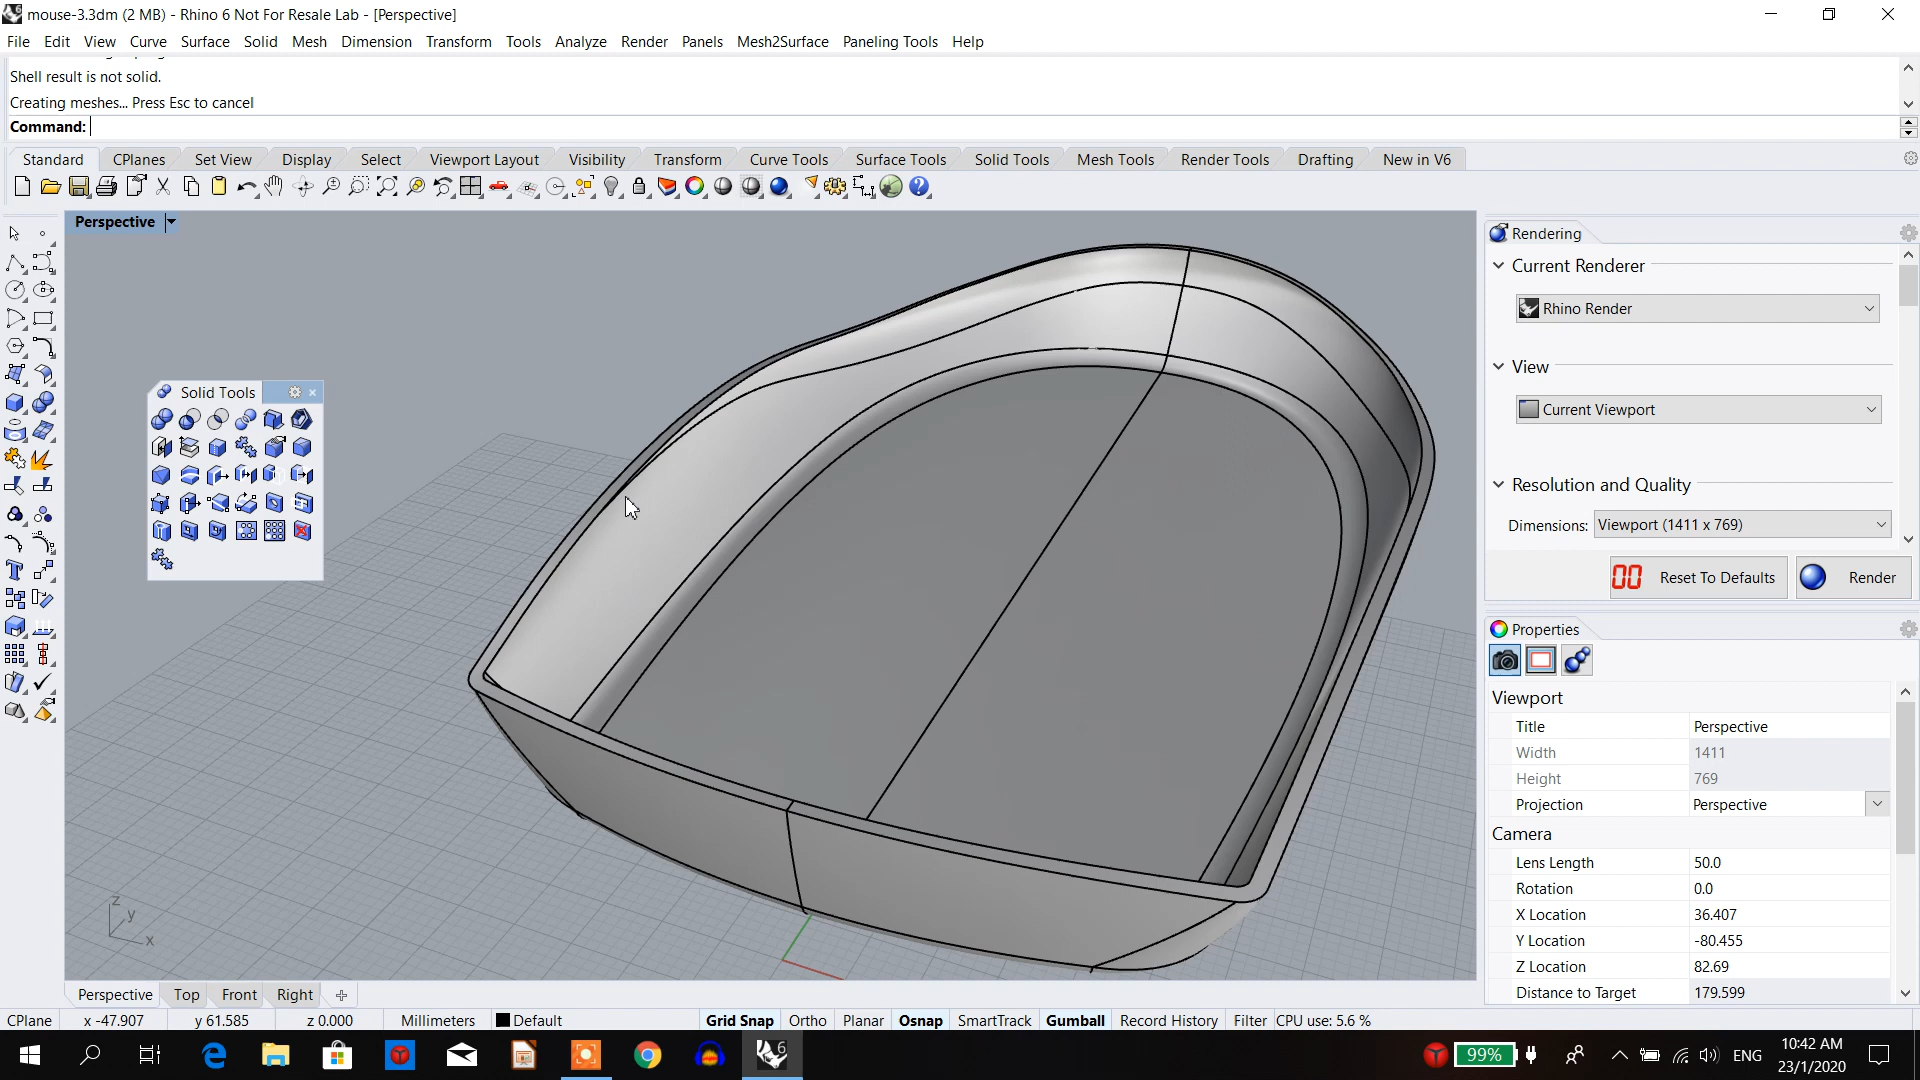 mouse-3.3dm (2 MB) - Rhino 6 Not For Resale Lab - [Perspective]
File Edit View Curve Surface Solid Mesh Dimension Transform Tools Analyze Render Panels Mesh2Surface Paneling Tools Help
Shell result is not solid.
Creating meshes... Press Esc to cancel
Command:
Standard CPlanes Set View Display Select Viewport Layout Visibility Transform Curve Tools Surface Tools Solid Tools Mesh Tools Render Tools Drafting New in V6
Perspective
Solid Tools
Rendering
Current Renderer
Rhino Render
View
Current Viewport
Resolution and Quality
Dimensions: Viewport (1411 x 769)
00 Reset To Defaults Render
Properties
Viewport
Title Perspective
Width 1411
Height 769
Projection Perspective
Camera
Lens Length 50.0
Rotation 0.0
X Location 36.407
Y Location -80.455
Z Location 82.69
Distance to Target 179.599
z
y
x
Perspective Top Front Right
CPlane x -47.907 y 61.585 z 0.000 Millimeters Default Grid Snap Ortho Planar Osnap SmartTrack Gumball Record History Filter CPU use: 5.6 %
6
99%
ENG
10:42 AM
23/1/2020